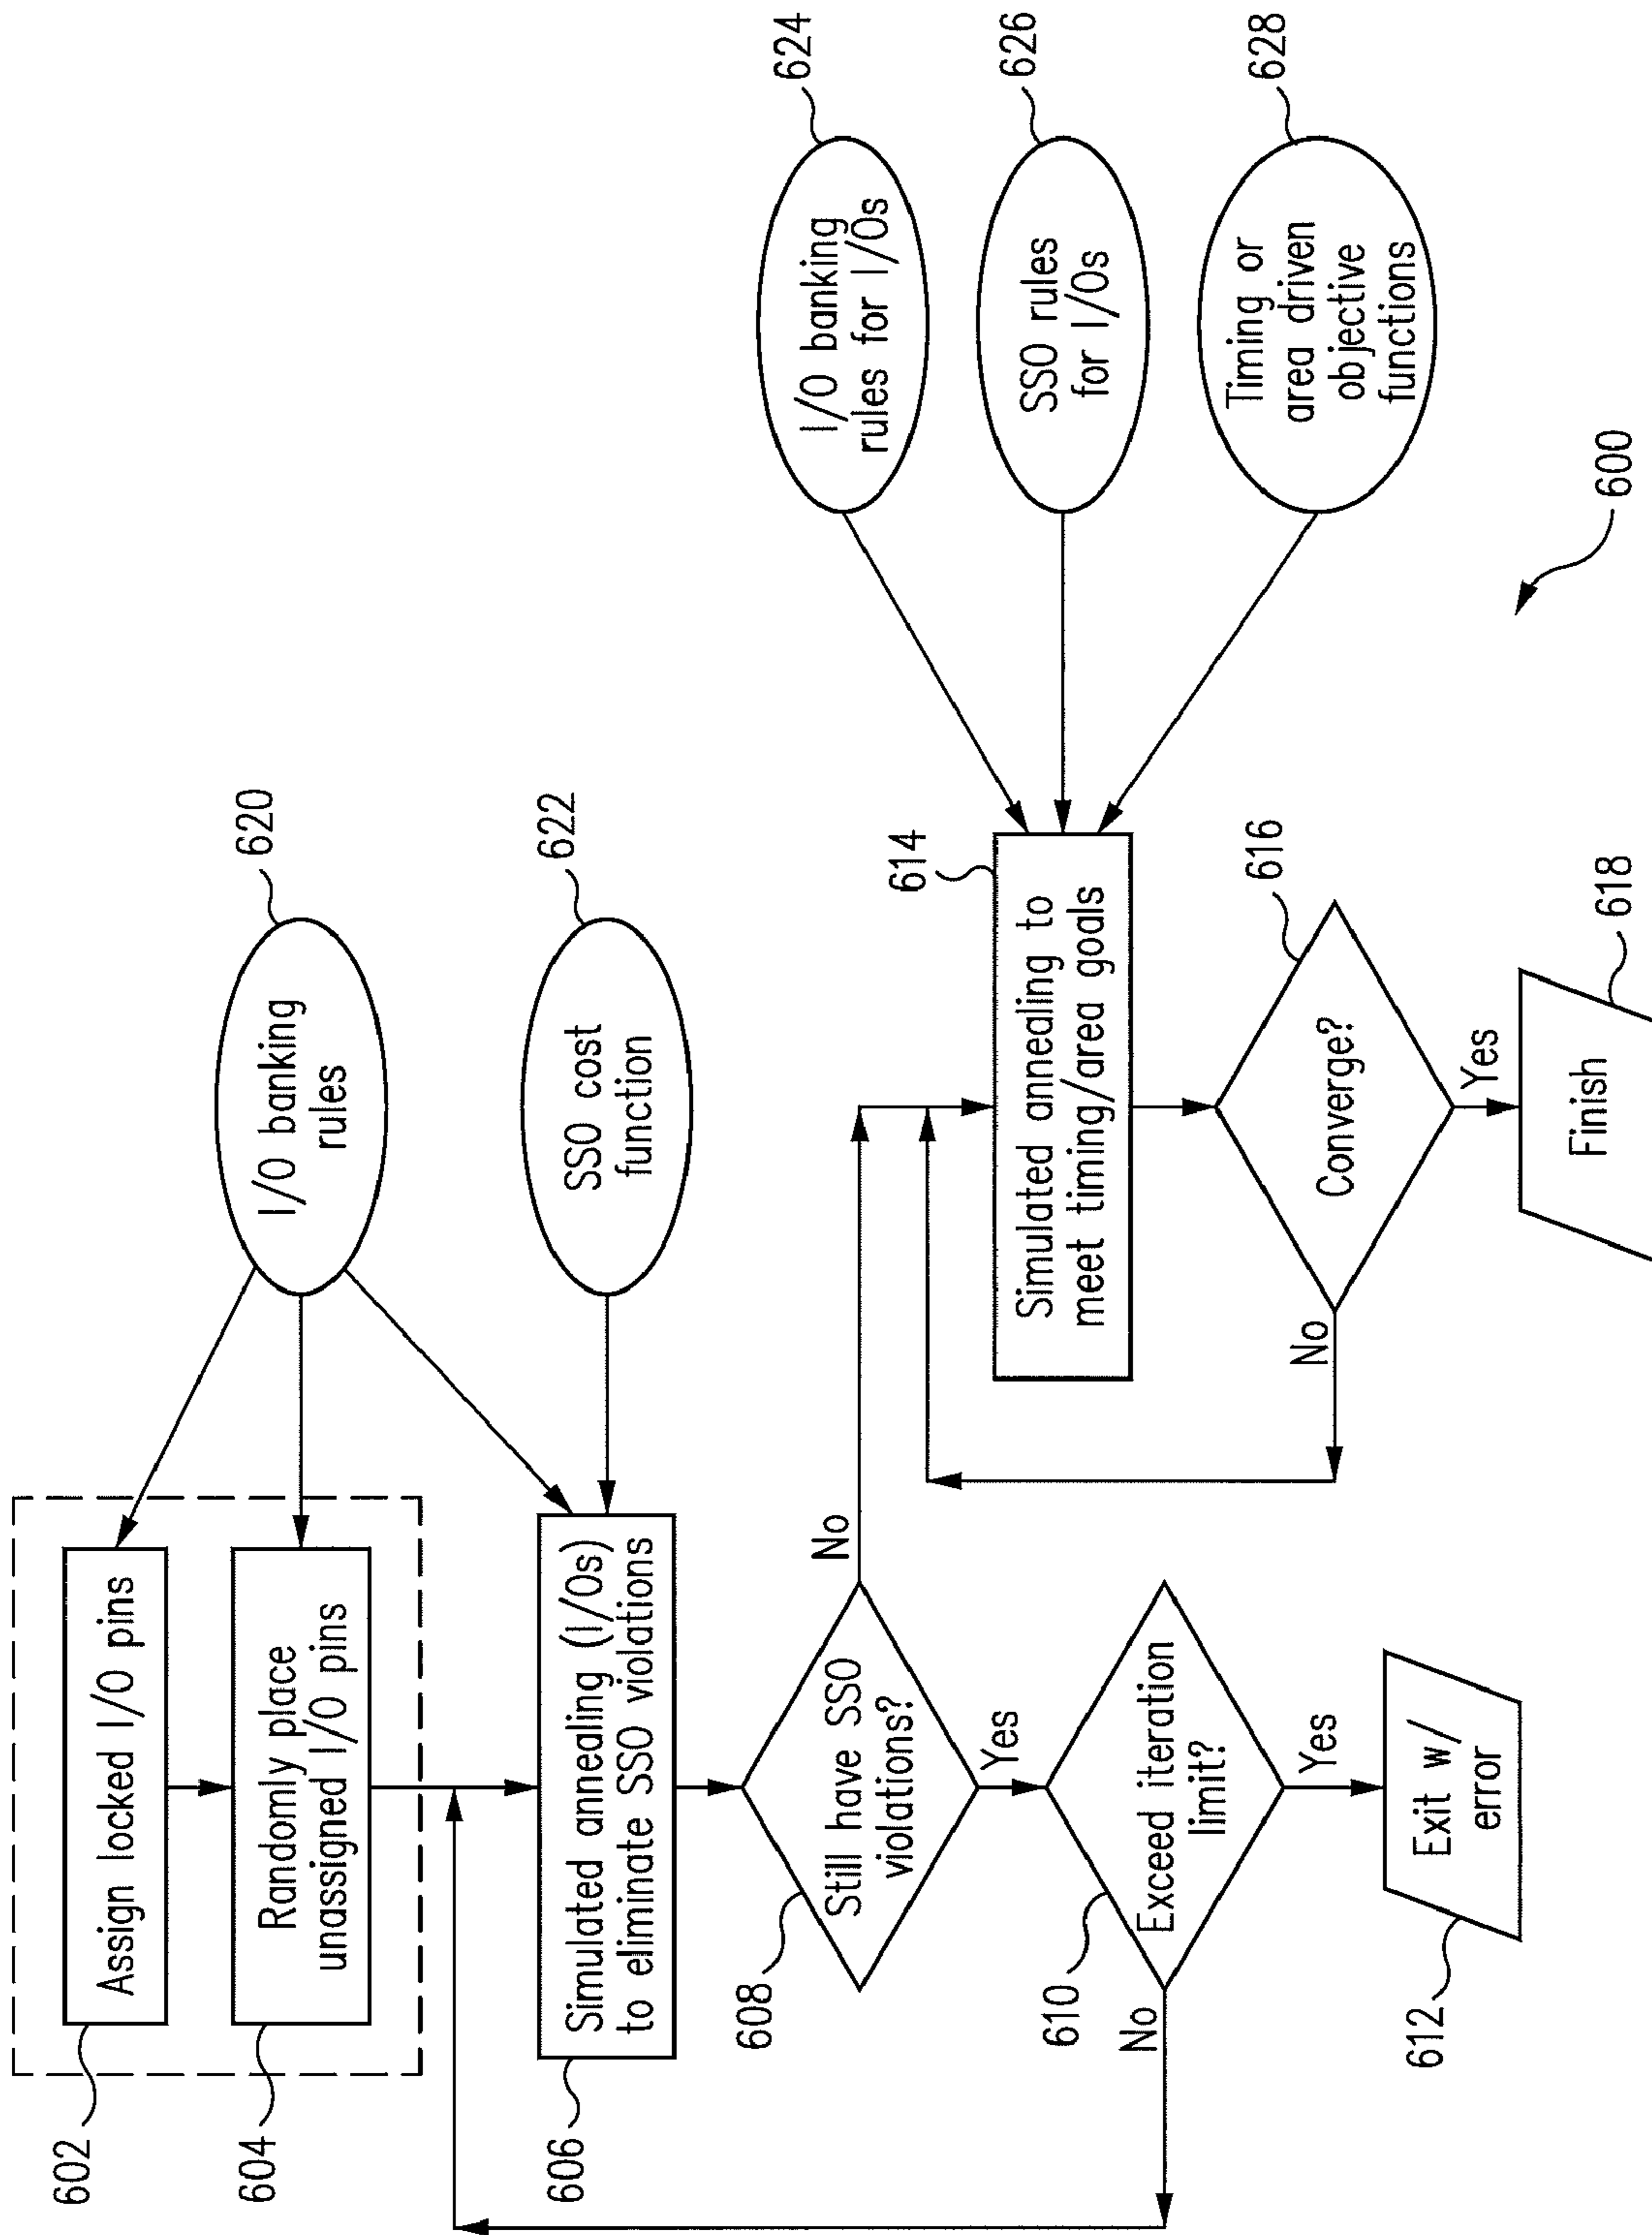 602
Assign locked I/O pins
604
Randomly place
unassigned I/O pins
I/O banking
rules
620
606
Simulated annealing (I/Os)
to eliminate SSO violations
SSO cost
function
622
608
Still have SSO
violations?
No
Yes
610
Exceed iteration
limit?
No
Yes
612
Exit w/
error
614
Simulated annealing to
meet timing/area goals
I/O banking
rules for I/Os
624
SSO rules
for I/Os
626
Timing or
area driven
objective
functions
628
Converge?
616
No
Yes
Finish
618
600